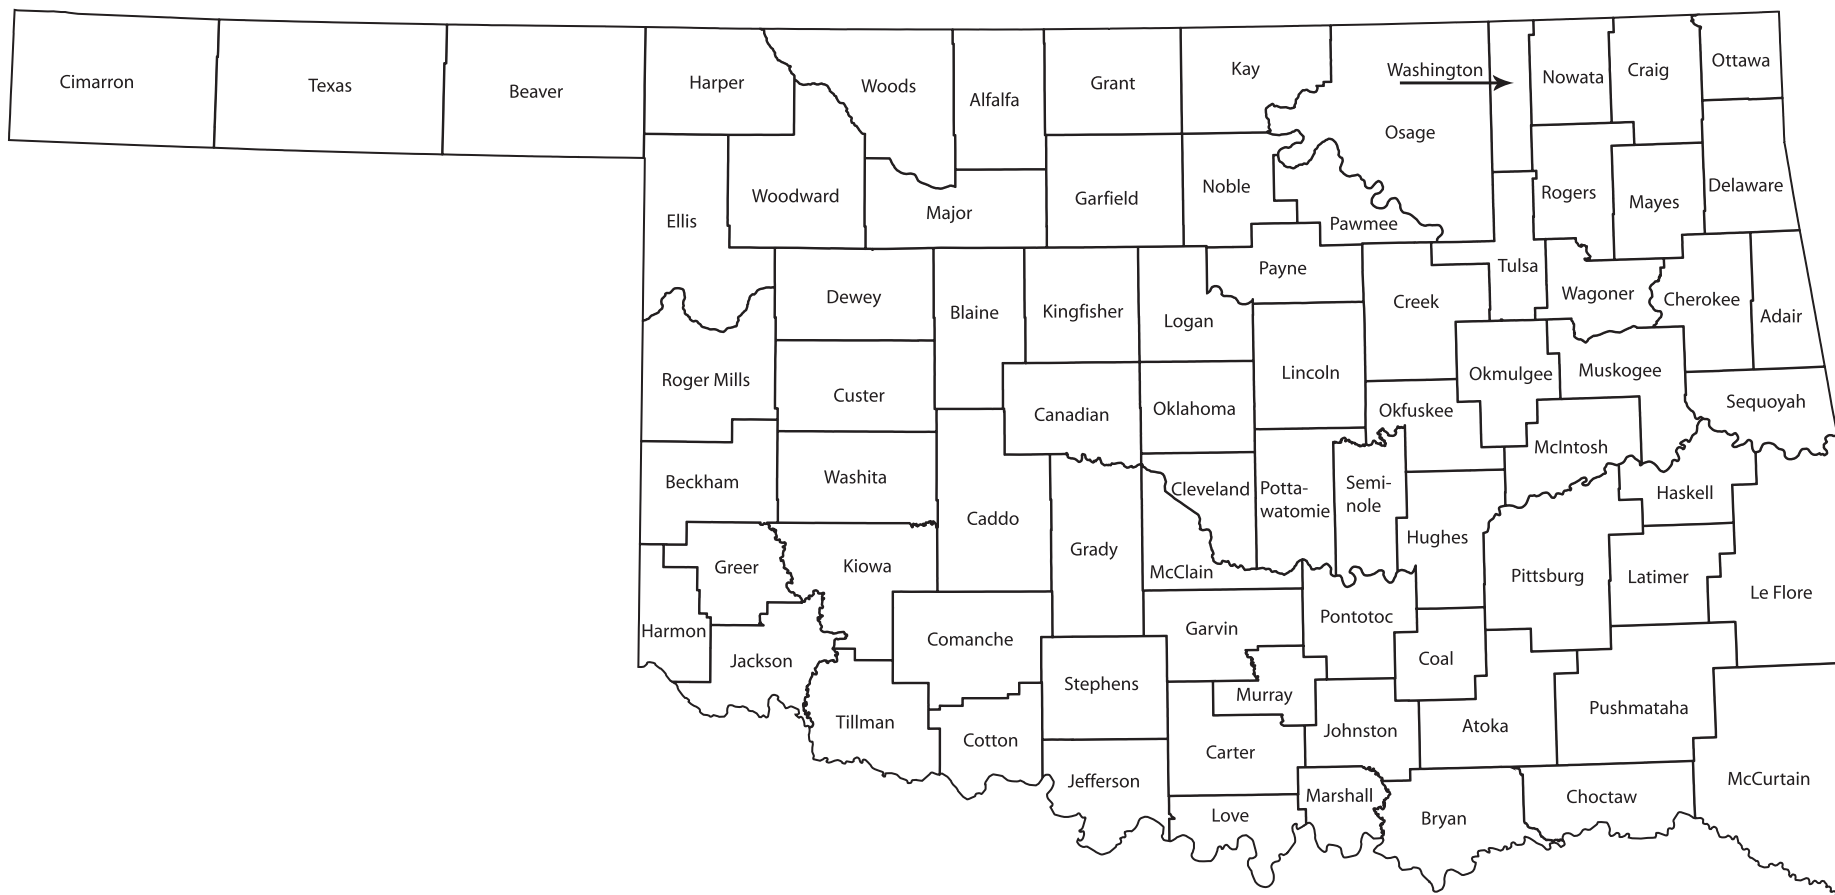 Cimarron
Texas
Beaver
Harper
Woods
Alfalfa
Grant
Kay
Washington
Nowata
Craig
Ottawa
Osage
Ellis
Woodward
Major
Garfield
Noble
Pawmee
Rogers
Mayes
Delaware
Dewey
Blaine
Kingfisher
Logan
Payne
Creek
Tulsa
Wagoner
Cherokee
Adair
Roger Mills
Custer
Canadian
Oklahoma
Lincoln
Okfuskee
Okmulgee
Muskogee
Sequoyah
Beckham
Washita
Caddo
Grady
Cleveland
Potta-
watomie
Semi-
nole
McIntosh
Haskell
Hughes
Greer
Kiowa
McClain
Pittsburg
Latimer
Le Flore
Harmon
Jackson
Comanche
Garvin
Pontotoc
Coal
Stephens
Murray
Tillman
Cotton
Carter
Johnston
Atoka
Pushmataha
Jefferson
Love
Marshall
Bryan
Choctaw
McCurtain